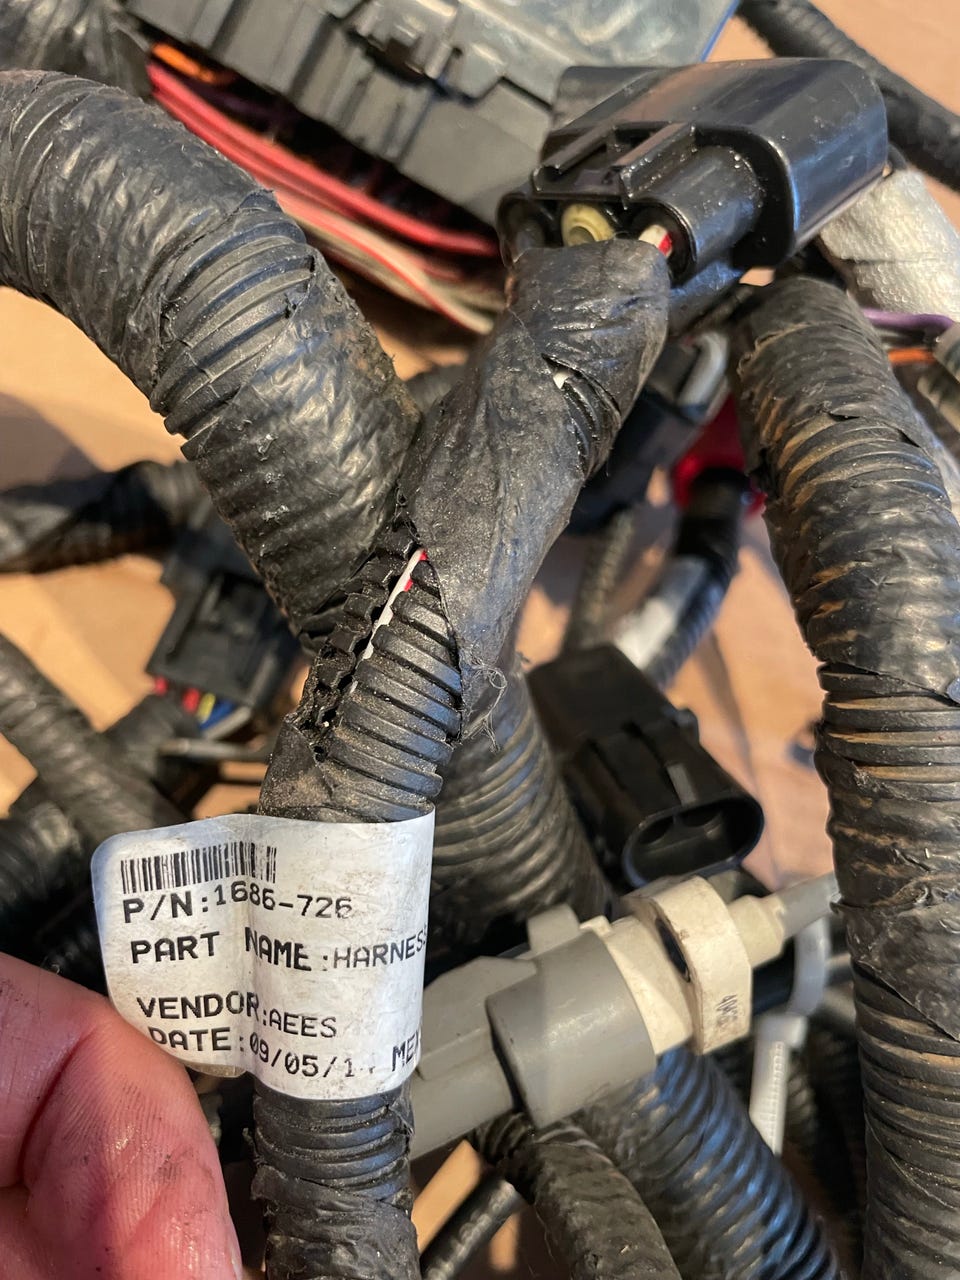 P/N:1686-726
PART NAME:HARNESS
VENDOR:AEES
DATE:09/05/1